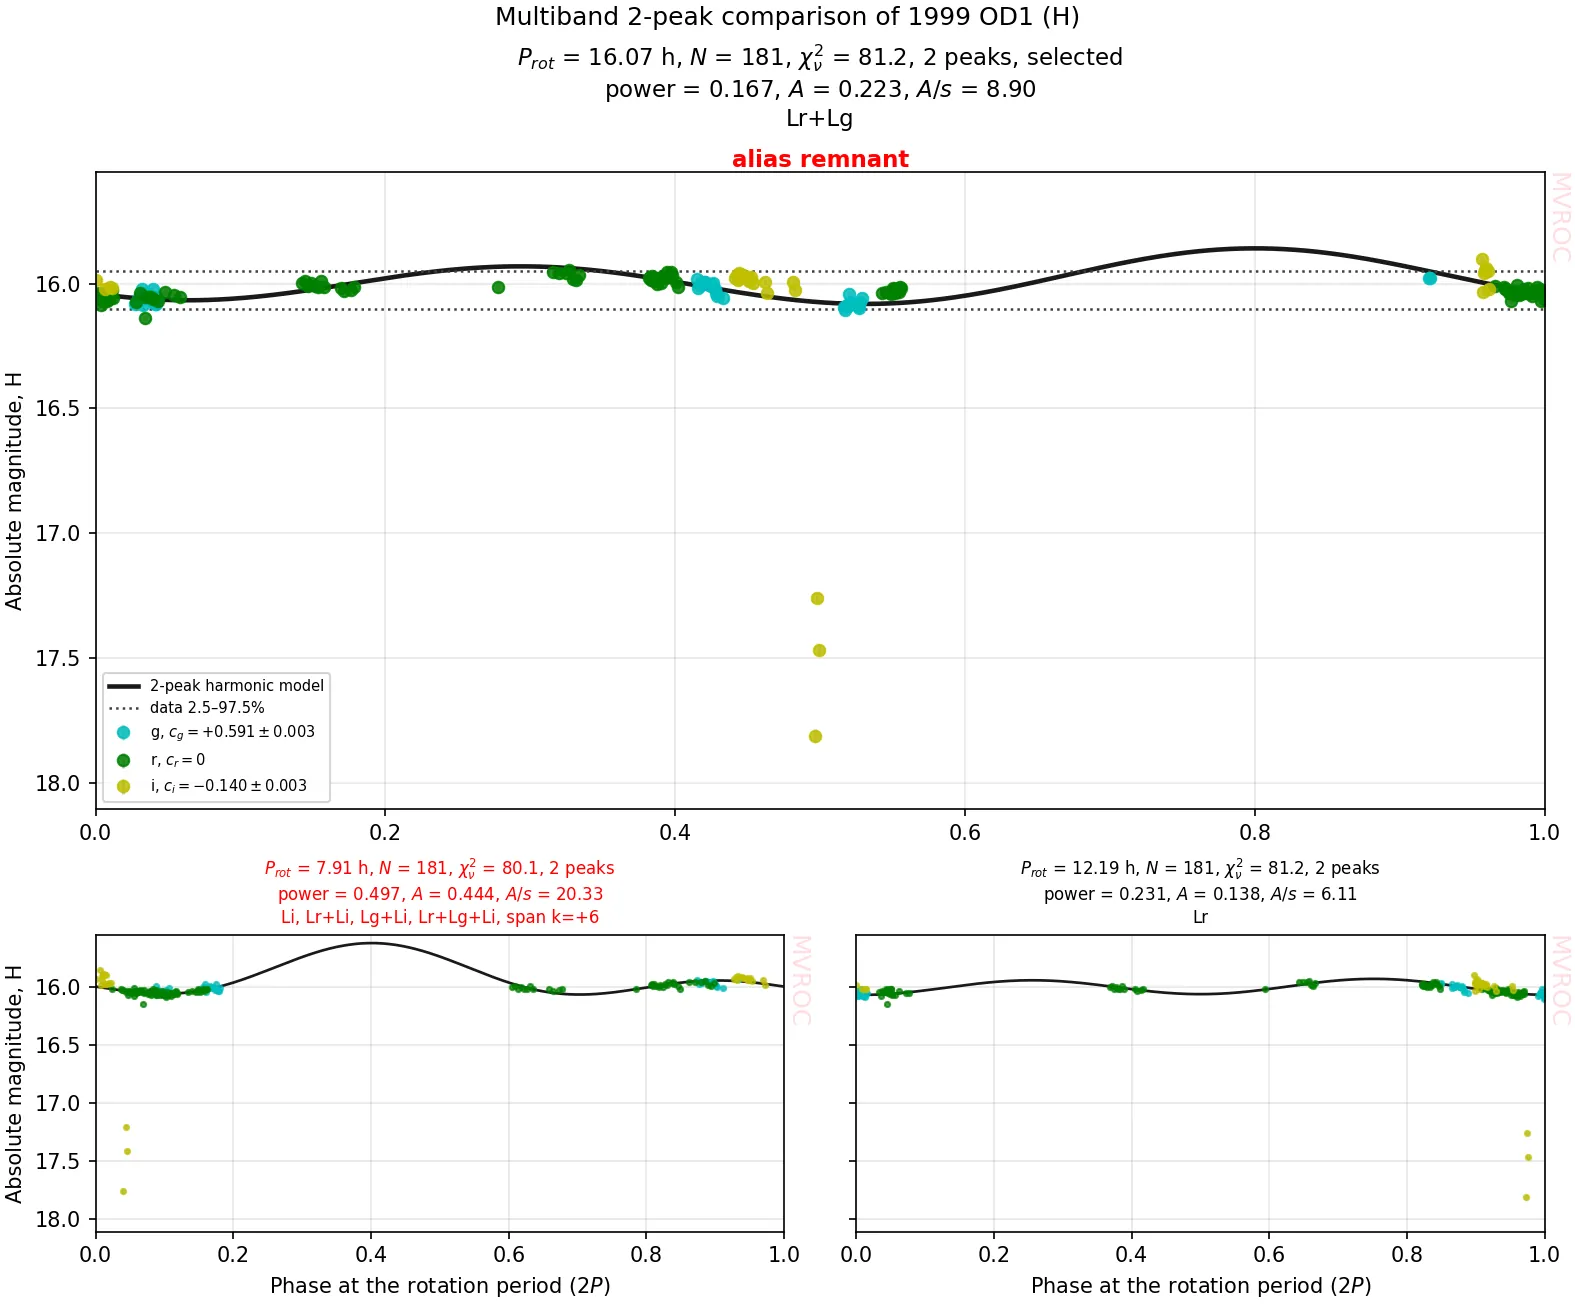 Multiband 2-peak comparison of 1999 OD1 (H)
P_rot = 16.07 h, N = 181, χ²_ν = 81.2, 2 peaks, selected
power = 0.167, A = 0.223, A/s = 8.90
Lr+Lg
alias remnant
MVROC
Absolute magnitude, H
16.0
16.5
17.0
17.5
18.0
2-peak harmonic model
data 2.5–97.5%
g, c_g = +0.591 ± 0.003
r, c_r = 0
i, c_i = −0.140 ± 0.003
0.0 0.2 0.4 0.6 0.8 1.0
P_rot = 7.91 h, N = 181, χ²_ν = 80.1, 2 peaks
power = 0.497, A = 0.444, A/s = 20.33
Li, Lr+Li, Lg+Li, Lr+Lg+Li, span k=+6
MVROC
Absolute magnitude, H
16.0
16.5
17.0
17.5
18.0
0.0 0.2 0.4 0.6 0.8 1.0
Phase at the rotation period (2P)
P_rot = 12.19 h, N = 181, χ²_ν = 81.2, 2 peaks
power = 0.231, A = 0.138, A/s = 6.11
Lr
MVROC
0.0 0.2 0.4 0.6 0.8 1.0
Phase at the rotation period (2P)